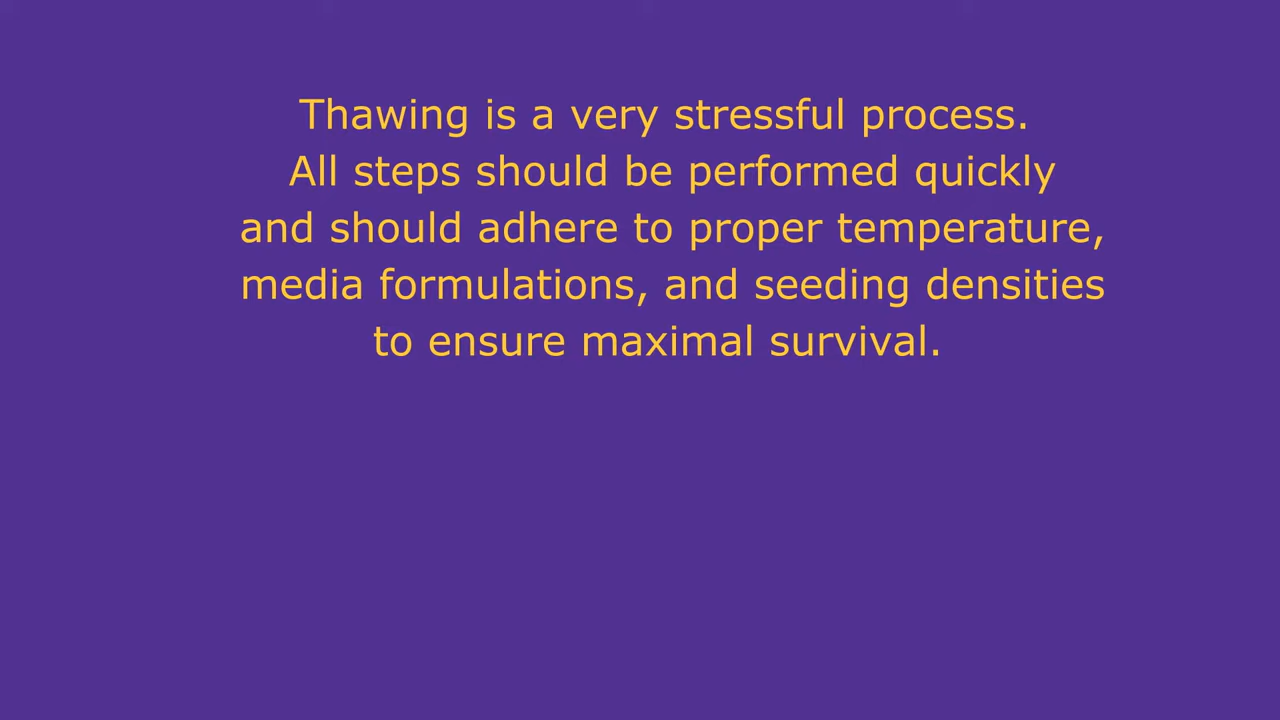 Thawing is a very stressful process.
All steps should be performed quickly
and should adhere to proper temperature,
media formulations, and seeding densities
to ensure maximal survival.